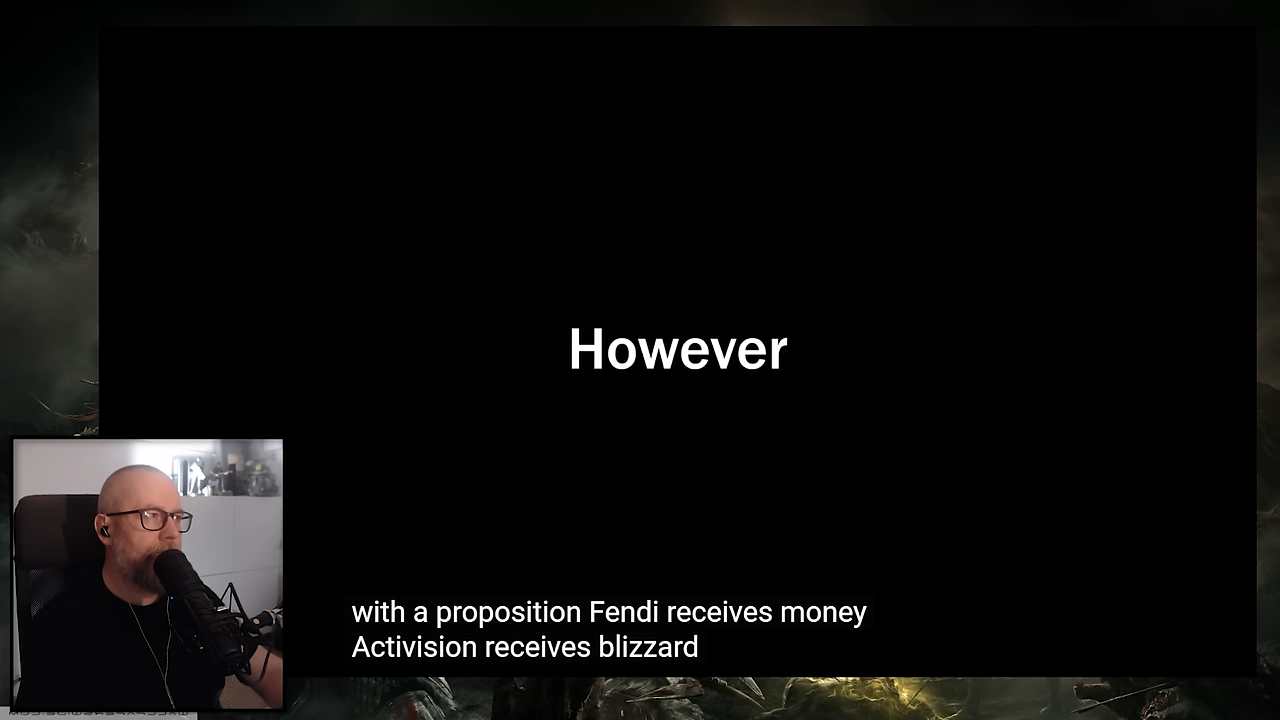 However
with a proposition Fendi receives money
Activision receives blizzard